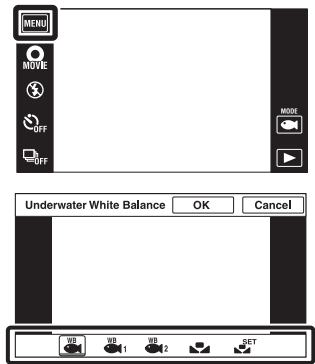 MENU
MOVIE
OFF
MODE
OFF
Underwater White Balance OK Cancel
WB WB 1 WB 2 SET